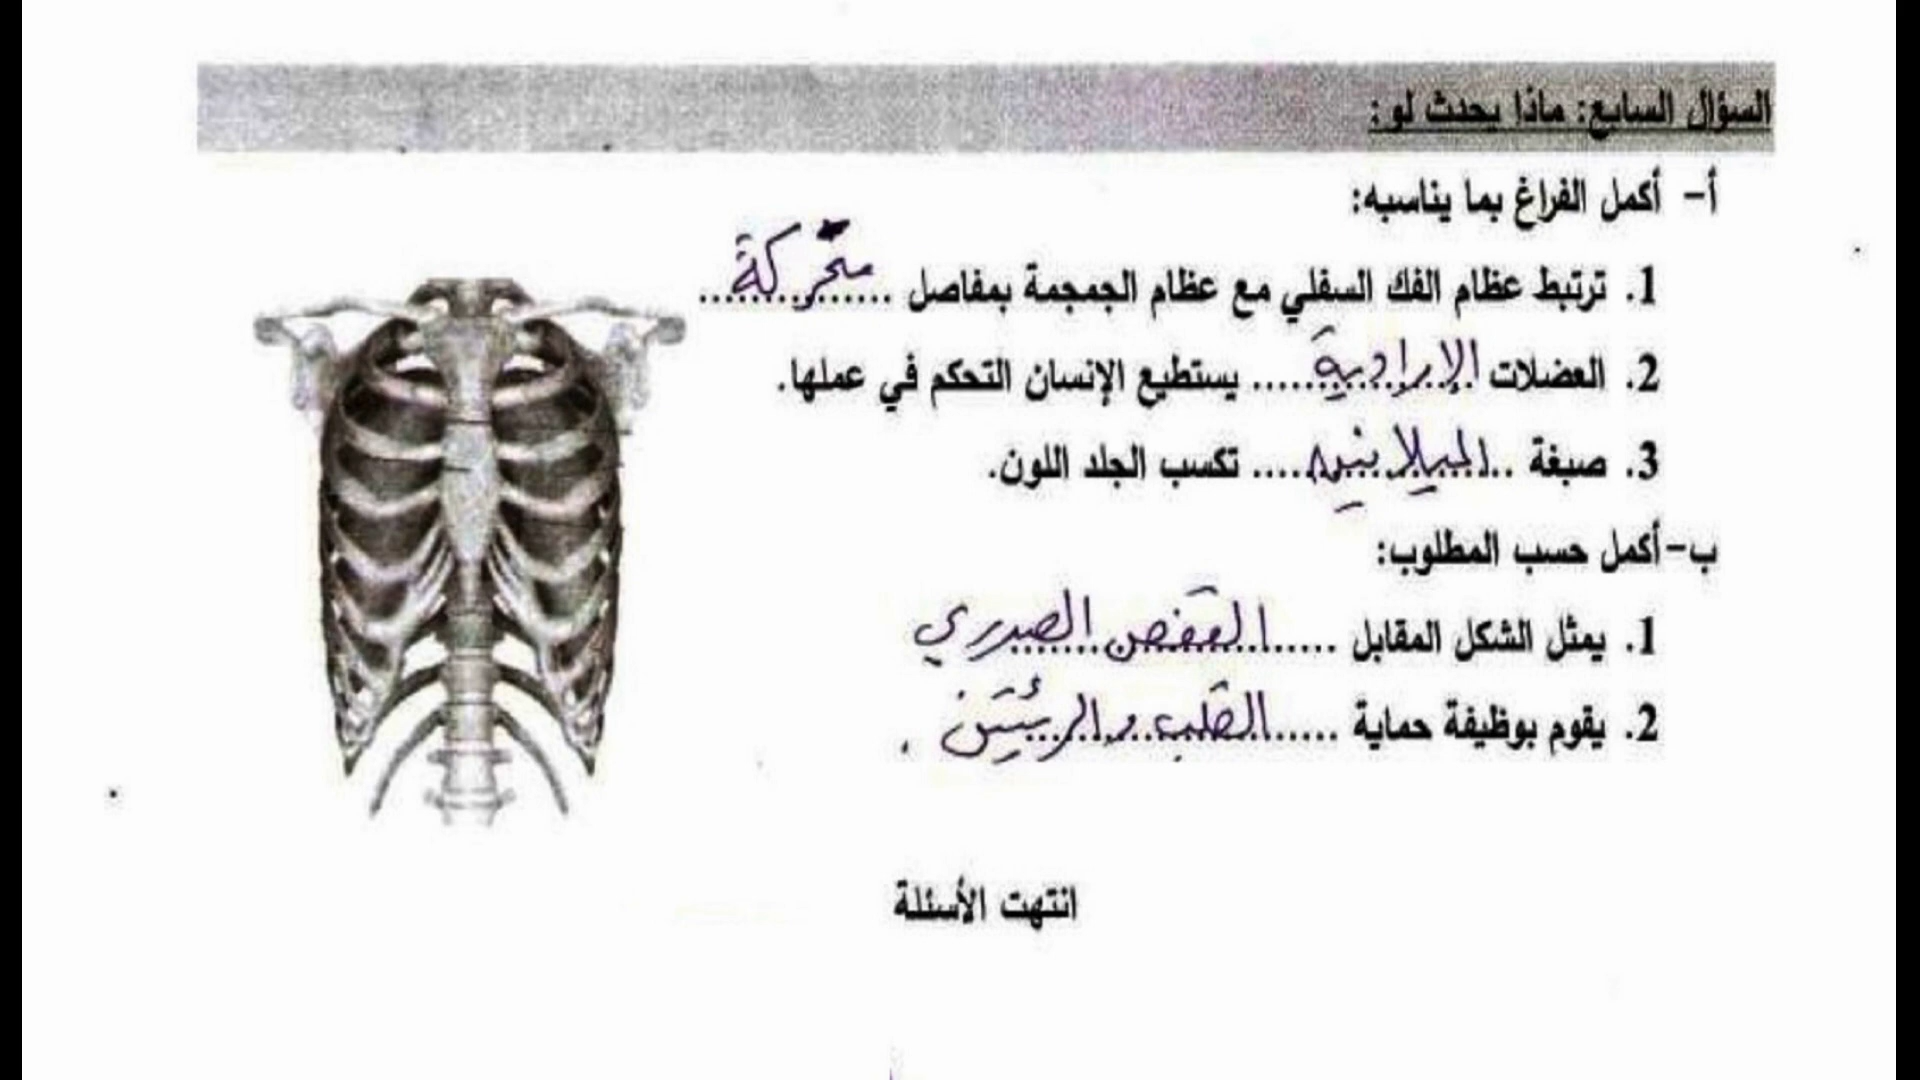 السؤال السابع: ماذا يحدث لو:
أ- أكمل الفراغ بما يناسبه:
1. ترتبط عظام الفك السفلي مع عظام الجمجمة بمفاصل متحركة
2. العضلات الإرادية يستطيع الإنسان التحكم في عملها.
3. صبغة الميلانين تكسب الجلد اللون.
ب- أكمل حسب المطلوب:
1. يمثل الشكل المقابل القفص الصدري
2. يقوم بوظيفة حماية القلب والرئتين.
انتهت الأسئلة